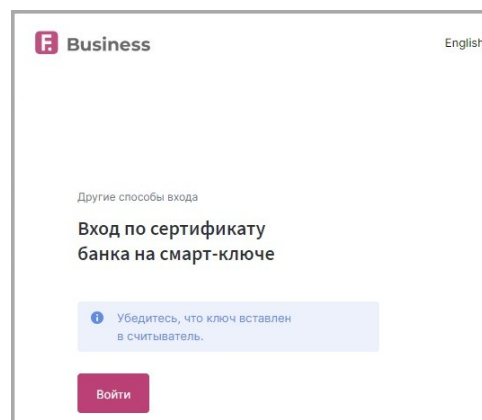 F. Business
English
Другие способы входа
Вход по сертификату
банка на смарт-ключе
Убедитесь, что ключ вставлен
в считыватель.
Войти